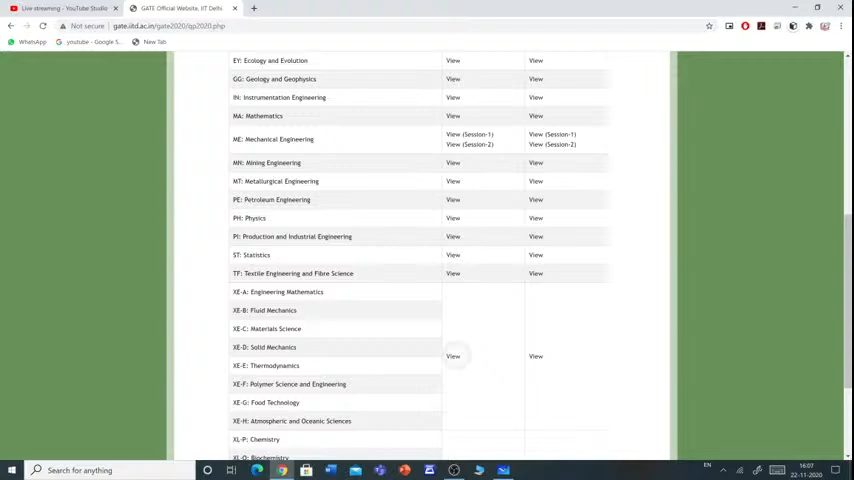 Live streaming - YouTube Studio
GATE Official Website, IIT Delhi
Not secure
gate.iitd.ac.in/gate2020/qp2020.php
WhatsApp
youtube - Google S...
New Tab
EY: Ecology and Evolution View View
GG: Geology and Geophysics View View
IN: Instrumentation Engineering View View
MA: Mathematics View View
View (Session-1) View (Session-1)
ME: Mechanical Engineering
View (Session-2) View (Session-2)
MN: Mining Engineering View View
MT: Metallurgical Engineering View View
PE: Petroleum Engineering View View
PH: Physics View View
PI: Production and Industrial Engineering View View
ST: Statistics View View
TF: Textile Engineering and Fibre Science View View
XE-A: Engineering Mathematics
XE-B: Fluid Mechanics
XE-C: Materials Science
XE-D: Solid Mechanics
View View
XE-E: Thermodynamics
XE-F: Polymer Science and Engineering
XE-G: Food Technology
XE-H: Atmospheric and Oceanic Sciences
XL-P: Chemistry
XL-Q: Biochemistry
Search for anything
EN
16:07
22-11-2020